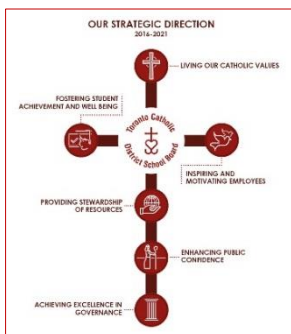 OUR STRATEGIC DIRECTION
2016-2021
LIVING OUR CATHOLIC VALUES
FOSTERING STUDENT
ACHIEVEMENT AND WELL BEING
Toronto Catholic
District School Board
INSPIRING AND
MOTIVATING EMPLOYEES
PROVIDING STEWARDSHIP
OF RESOURCES
ENHANCING PUBLIC
CONFIDENCE
ACHIEVING EXCELLENCE IN
GOVERNANCE